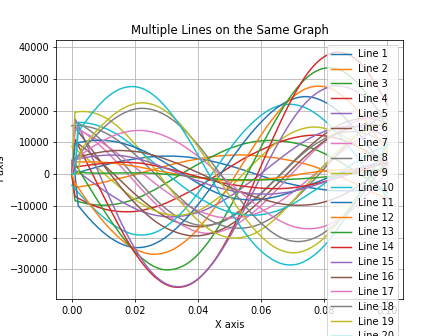 Multiple Lines on the Same Graph
40000
30000
20000
10000
0
−10000
−20000
−30000
0.00
0.02
0.04
0.06
X axis
Line 1
Line 2
Line 3
Line 4
Line 5
Line 6
Line 7
Line 8
Line 9
Line 10
Line 11
Line 12
Line 13
Line 14
Line 15
Line 16
Line 17
Line 18
Line 19
Line 20